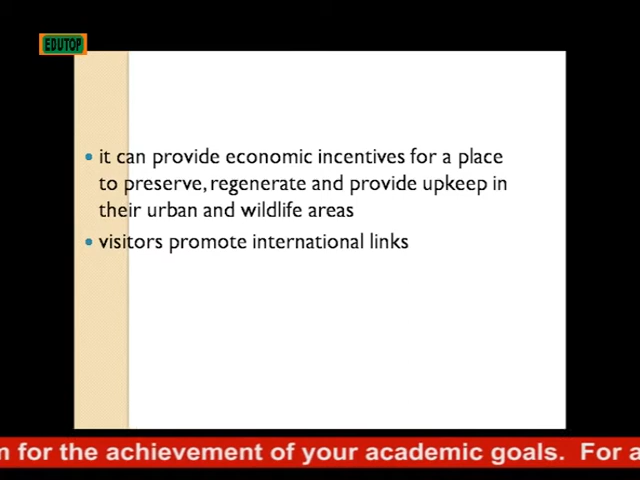 EDUTOP
• it can provide economic incentives for a place
to preserve, regenerate and provide upkeep in
their urban and wildlife areas
• visitors promote international links
for the achievement of your academic goals. For a